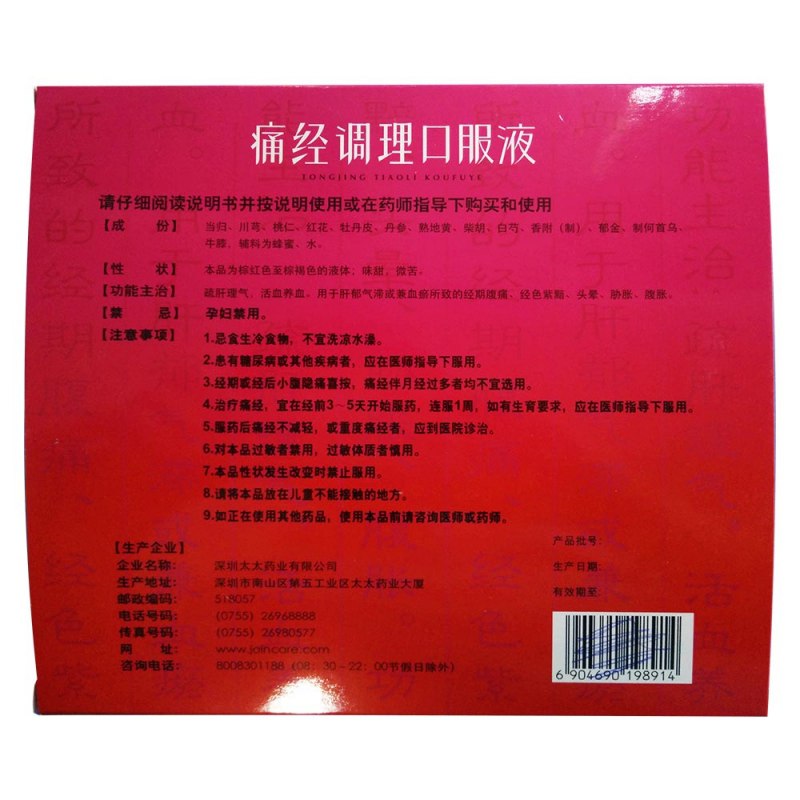 痛经调理口服液
TONGJING TIAOLI KOUFUYE
请仔细阅读说明书并按说明使用或在药师指导下购买和使用
【成 份】 当归、川芎、桃仁、红花、牡丹皮、丹参、熟地黄、柴胡、白芍、香附（制）、郁金、制何首乌、
牛膝，辅料为蜂蜜、水。
【性 状】 本品为棕红色至棕褐色的液体；味甜，微苦。
【功能主治】 疏肝理气，活血养血。用于肝郁气滞或兼血瘀所致的经期腹痛、经色紫黯、头晕、胁胀、腹胀。
【禁 忌】 孕妇禁用。
【注意事项】 1.忌食生冷食物，不宜洗凉水澡。
2.患有糖尿病或其他疾病者，应在医师指导下服用。
3.经期或经后小腹隐痛喜按，痛经伴月经过多者均不宜选用。
4.治疗痛经，宜在经前3～5天开始服药，连服1周，如有生育要求，应在医师指导下服用。
5.服药后痛经不减轻，或重度痛经者，应到医院诊治。
6.对本品过敏者禁用，过敏体质者慎用。
7.本品性状发生改变时禁止服用。
8.请将本品放在儿童不能接触的地方。
9.如正在使用其他药品，使用本品前请咨询医师或药师。
【生产企业】
企业名称： 深圳太太药业有限公司
生产地址： 深圳市南山区第五工业区太太药业大厦
邮政编码： 518057
电话号码： (0755) 26968888
传真号码： (0755) 26980577
网 址： www.joincare.com
咨询电话： 8008301188 (08：30－22：00节假日除外)
产品批号：
生产日期：
有效期至：
6 904690 198914